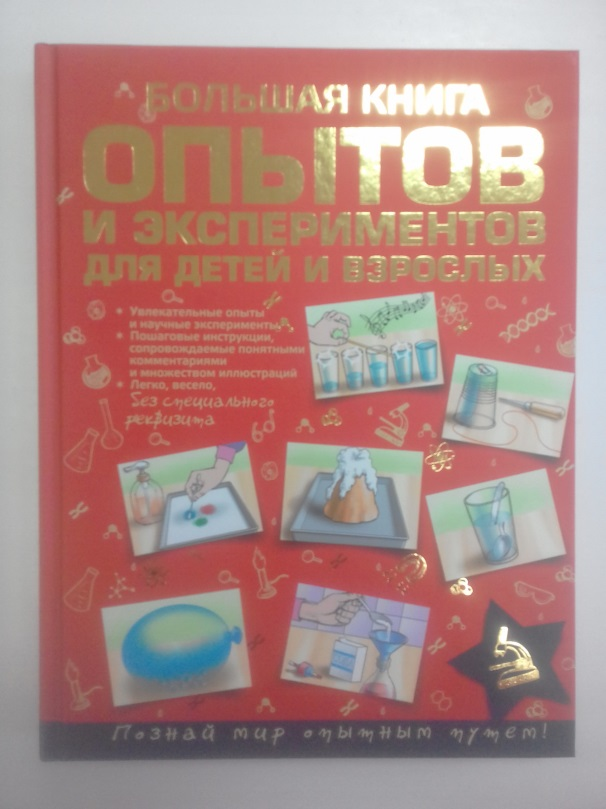 БОЛЬШАЯ КНИГА
ОПЫТОВ
И ЭКСПЕРИМЕНТОВ
ДЛЯ ДЕТЕЙ И ВЗРОСЛЫХ
• Увлекательные опыты
и научные эксперименты
• Пошаговые инструкции,
сопровождаемые понятными
комментариями
и множеством иллюстраций
• Легко, весело,
без специального
реквизита
Познай мир опытным путем!